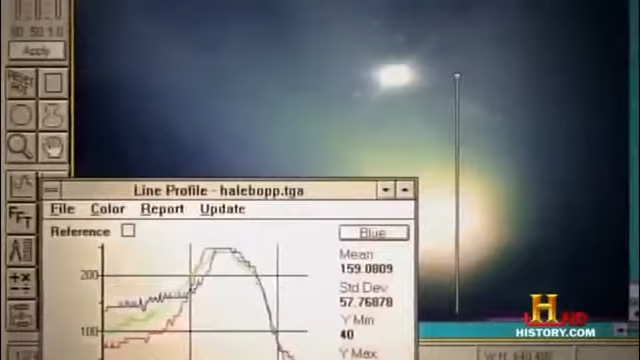 Apply
Line Profile - halebopp.tga
File Color Report Update
Reference
Blue
Mean
159.0809
Std Dev
57.76878
Y Min
40
Y Max
200
100
FFT
H
HISTORY.COM